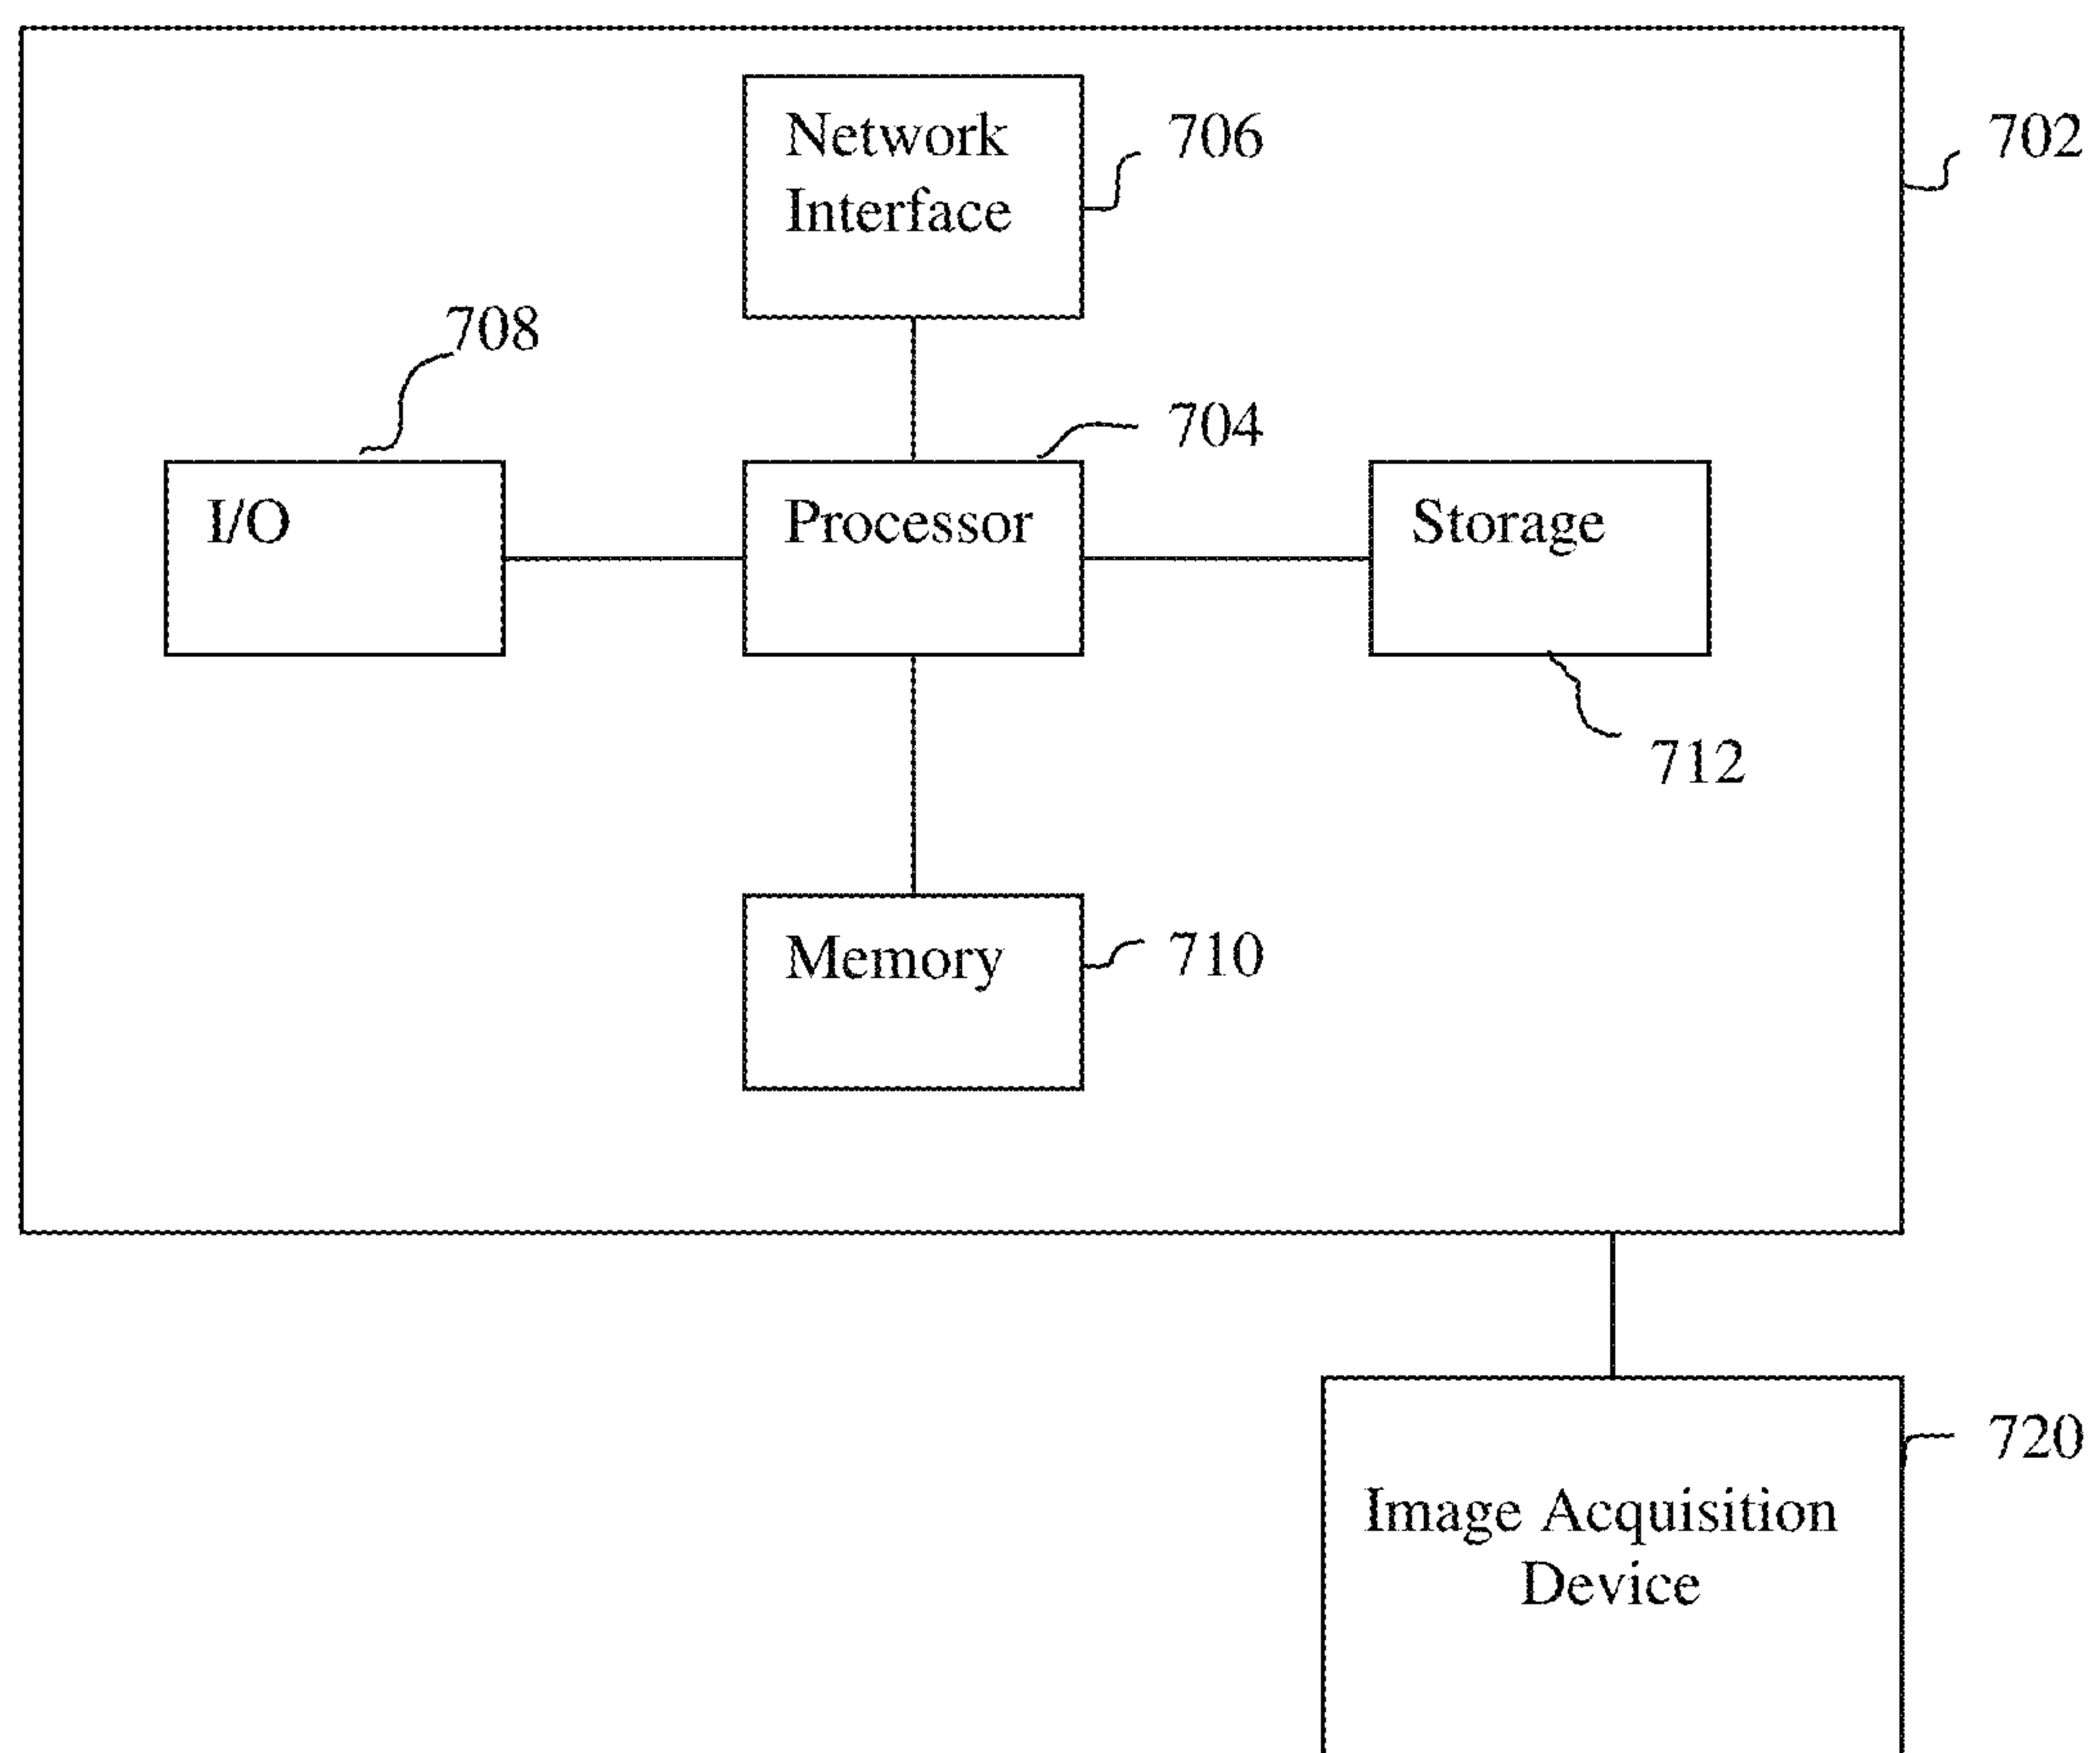 Network
Interface
706
702
708
704
I/O
Processor
Storage
712
Memory
710
720
Image Acquisition
Device